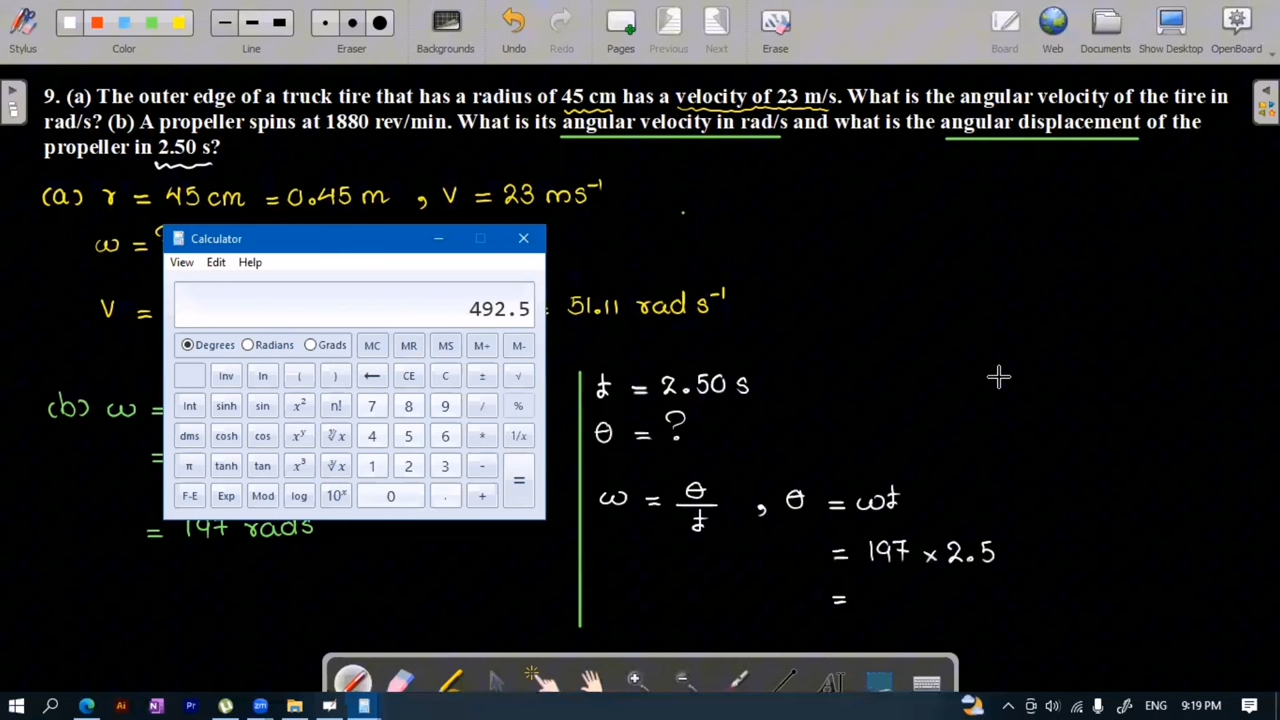 Stylus Color Line Eraser Backgrounds Undo Redo Pages Previous Next Erase Board Web Documents Show Desktop OpenBoard
9. (a) The outer edge of a truck tire that has a radius of 45 cm has a velocity of 23 m/s. What is the angular velocity of the tire in
rad/s? (b) A propeller spins at 1880 rev/min. What is its angular velocity in rad/s and what is the angular displacement of the
propeller in 2.50 s?
(a) r = 45 cm = 0.45 m , V = 23 ms⁻¹
ω = ?
Calculator
View Edit Help
492.5
V = = 51.11 rad s⁻¹
Degrees Radians Grads MC MR MS M+ M-
Inv ln ( ) ← CE C ± √
Int sinh sin x² n! 7 8 9 / %
dms cosh cos xʸ ʸ√x 4 5 6 * 1/x
π tanh tan x³ ³√x 1 2 3 - =
F-E Exp Mod log 10ˣ 0 . +
(b) ω =
=
= 197 rads
t = 2.50 s
θ = ?
ω = θ/t , θ = ωt
= 197 × 2.5
=
Ai Pr ENG 9:19 PM